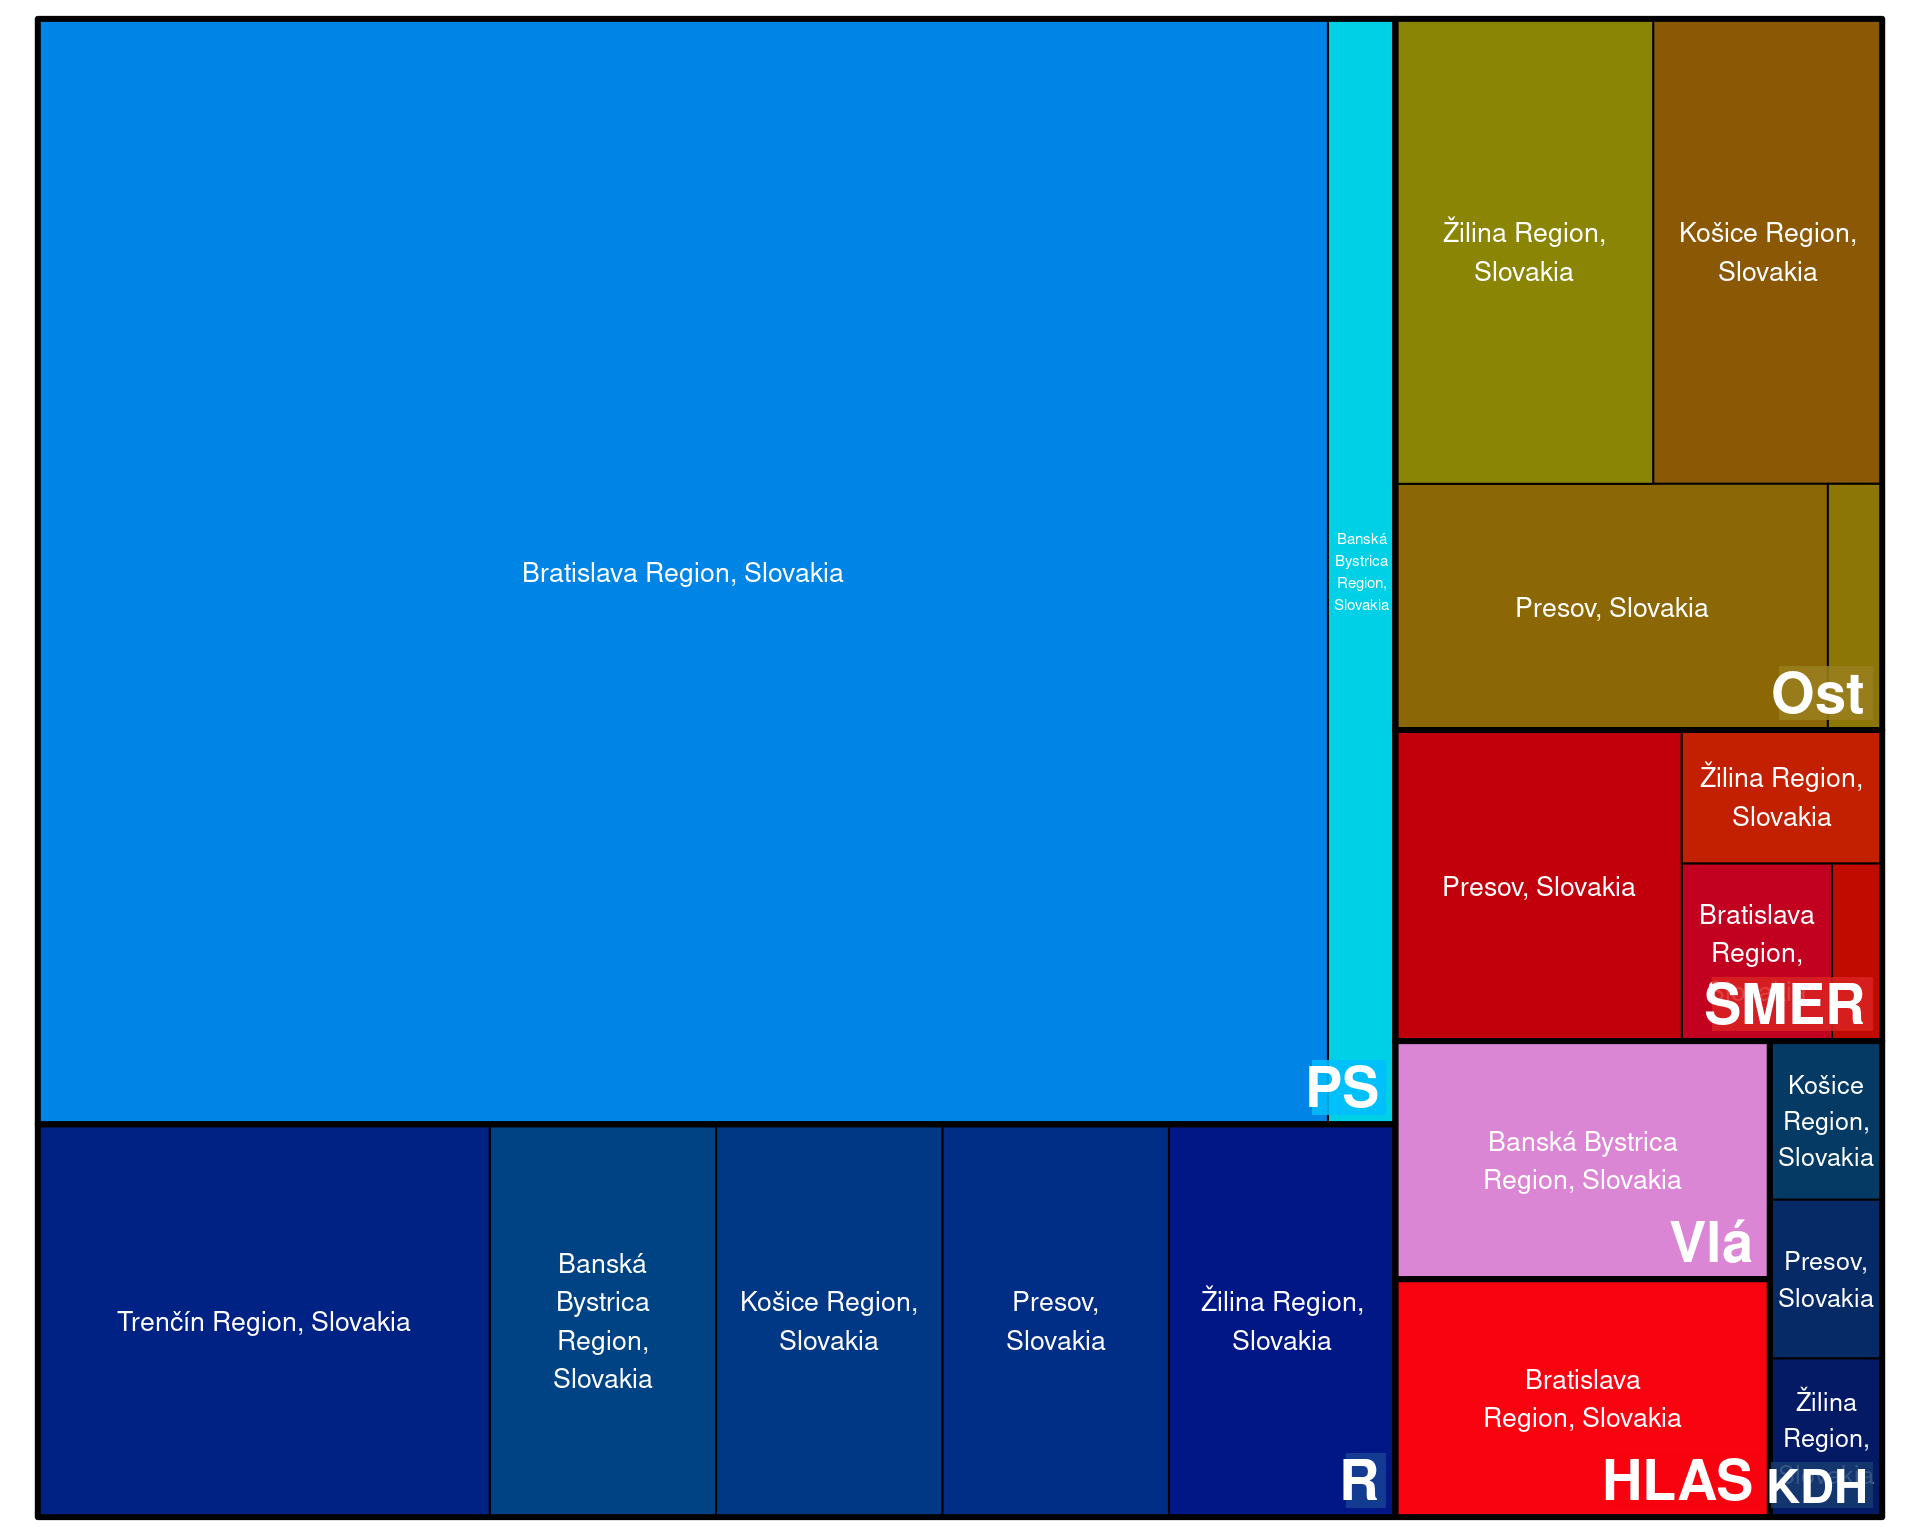 Bratislava Region, Slovakia
Banská
Bystrica
Region,
Slovakia
PS
Trenčín Region, Slovakia
Banská
Bystrica
Region,
Slovakia
Košice Region,
Slovakia
Presov,
Slovakia
Žilina Region,
Slovakia
R
Žilina Region,
Slovakia
Košice Region,
Slovakia
Presov, Slovakia
Ost
Presov, Slovakia
Žilina Region,
Slovakia
Bratislava
Region,
SMER
Banská Bystrica
Region, Slovakia
Vlá
Bratislava
Region, Slovakia
HLAS
Košice
Region,
Slovakia
Presov,
Slovakia
Žilina
Region,
Slovakia
KDH